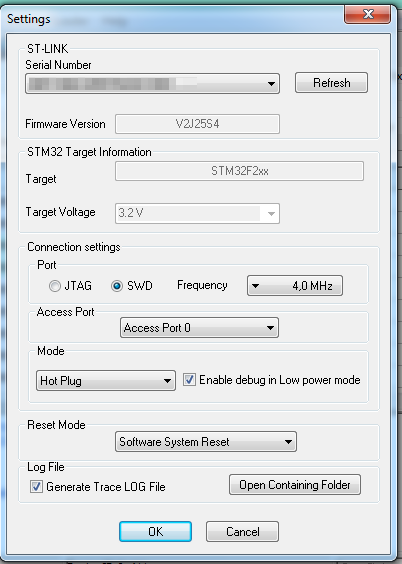 Settings
ST-LINK
Serial Number
Refresh
Firmware Version V2J25S4
STM32 Target Information
Target STM32F2xx
Target Voltage 3.2 V
Connection settings
Port
JTAG SWD Frequency 4,0 MHz
Access Port
Access Port 0
Mode
Hot Plug Enable debug in Low power mode
Reset Mode
Software System Reset
Log File
Generate Trace LOG File Open Containing Folder
OK Cancel